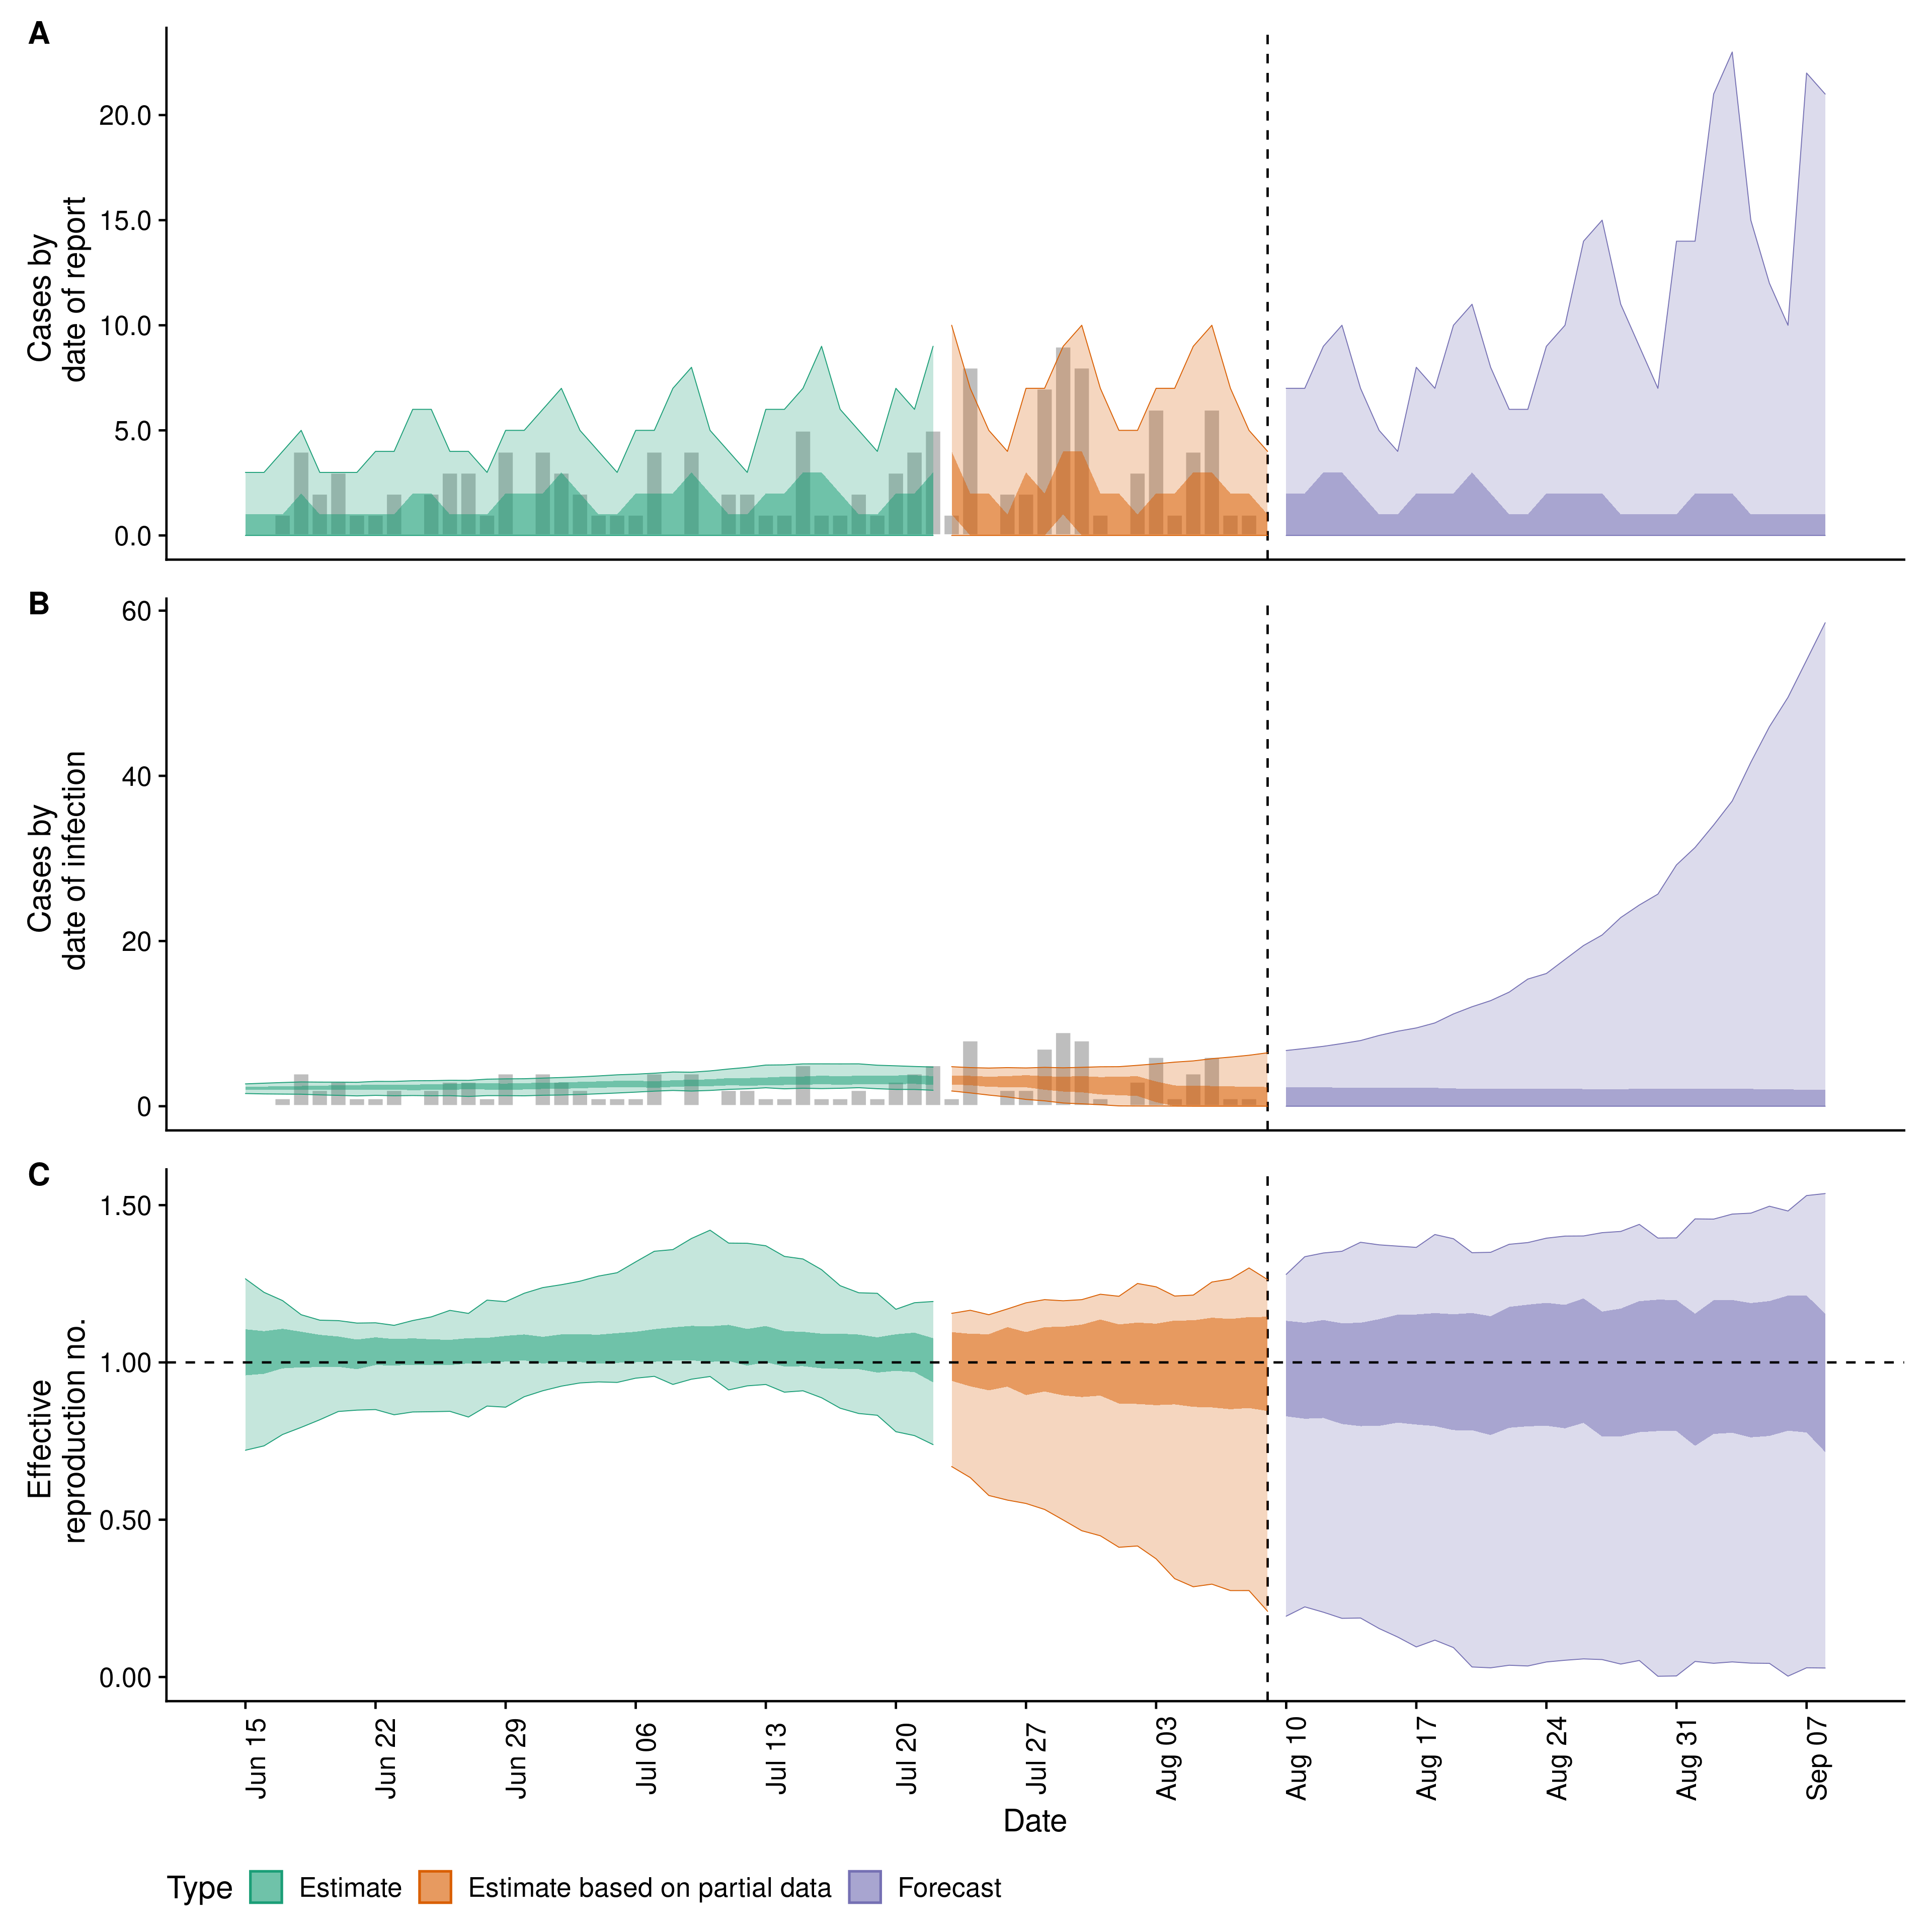 A
Cases by
date of report
20.0
15.0
10.0
5.0
0.0
B
Cases by
date of infection
60
40
20
0
C
Effective
reproduction no.
1.50
1.00
0.50
0.00
Jun 15
Jun 22
Jun 29
Jul 06
Jul 13
Jul 20
Jul 27
Aug 03
Aug 10
Aug 17
Aug 24
Aug 31
Sep 07
Date
Type Estimate Estimate based on partial data Forecast